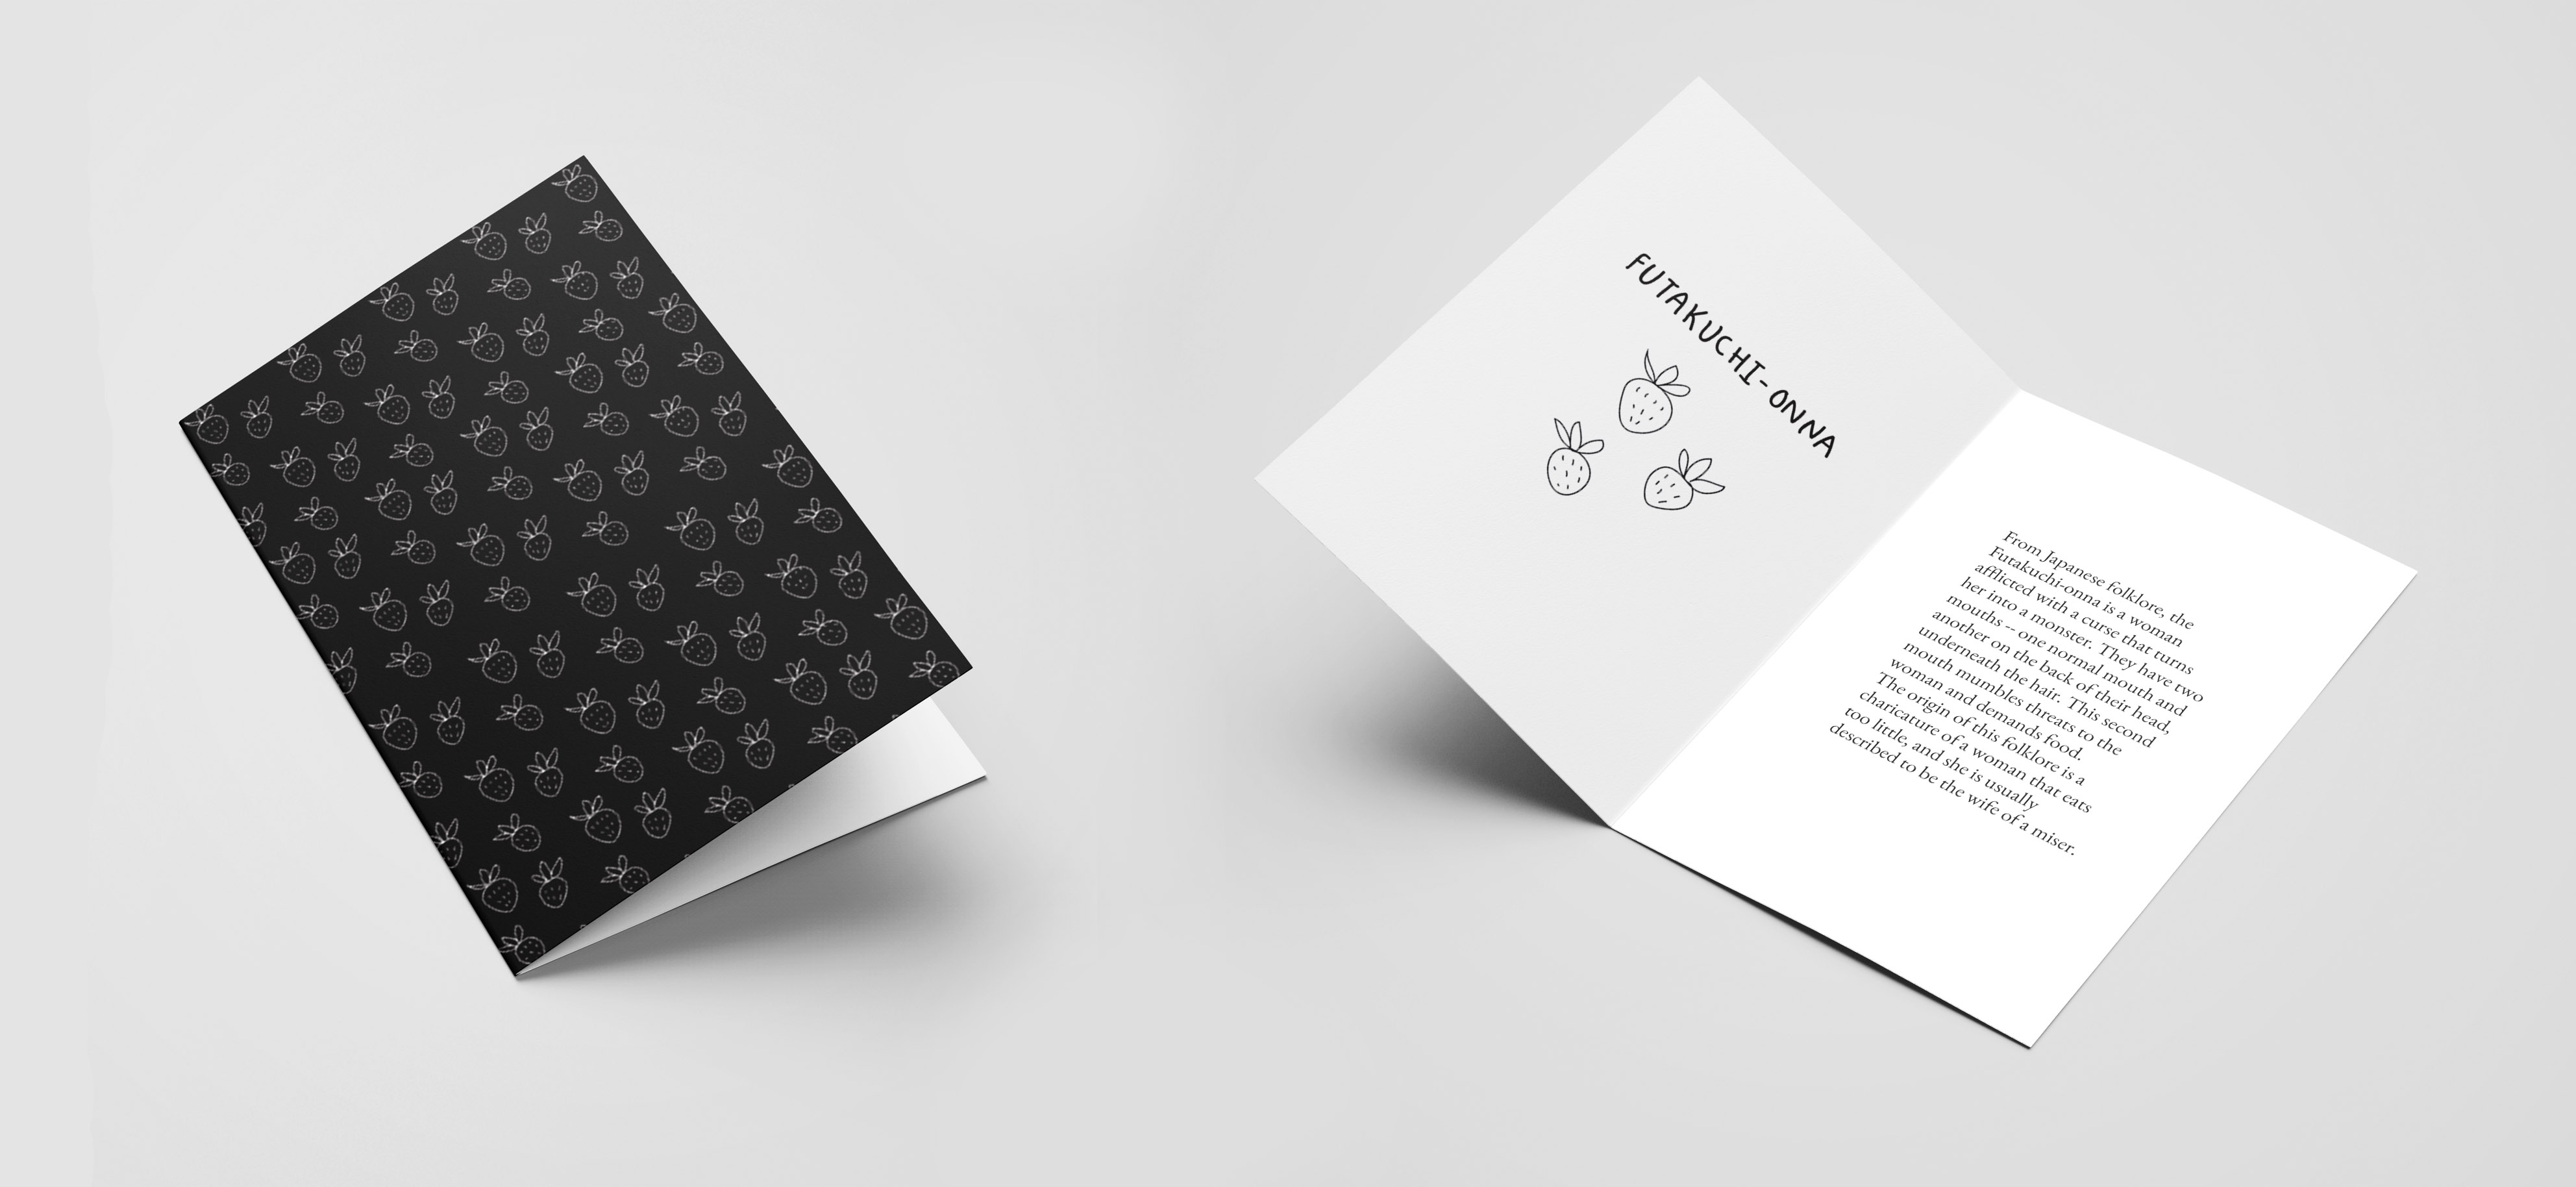 FUTAKUCHI-ONNA
From Japanese folklore, the
Futakuchi-onna is a woman
afflicted with a curse that turns
her into a monster. They have two
mouths -- one normal mouth and
another on the back of their head,
underneath the hair. This second
mouth mumbles threats to the
woman and demands food.
The origin of this folklore is a
charicature of a woman that eats
too little, and she is usually
described to be the wife of a miser.